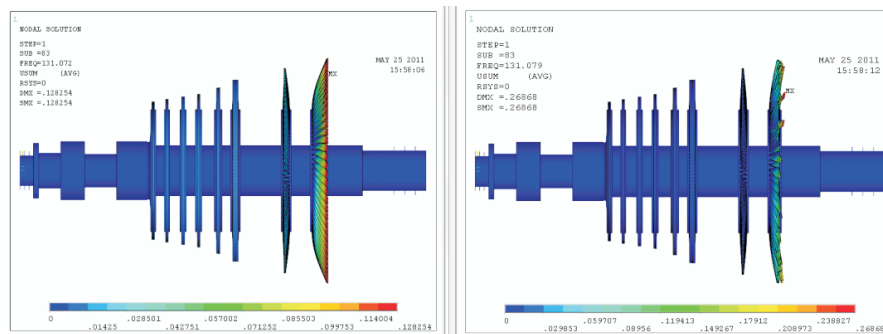 1
NODAL SOLUTION
STEP=1
SUB =83
FREQ=131.072
USUM     (AVG)
RSYS=0
DMX =.128254
SMX =.128254
MAY 25 2011
15:58:06
MX
0 .028501 .057002 .085503 .114004
.01425 .042751 .071252 .099753 .128254
1
NODAL SOLUTION
STEP=1
SUB =83
FREQ=131.079
USUM     (AVG)
RSYS=0
DMX =.26868
SMX =.26868
MAY 25 2011
15:58:12
MX
0 .059707 .119413 .17912 .238827
.029853 .08956 .149267 .208973 .26868